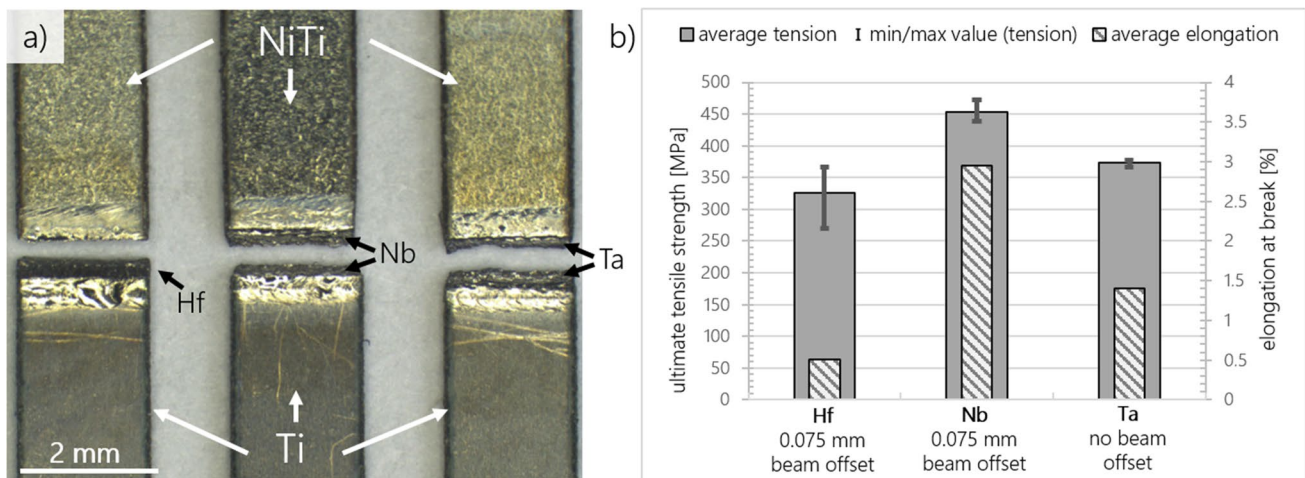 a)
NiTi
Nb
Ta
Hf
Ti
2 mm
b)
average tension
min/max value (tension)
average elongation
ultimate tensile strength [MPa]
500
450
400
350
300
250
200
150
100
50
0
4
3.5
3
2.5
2
1.5
1
0.5
0
elongation at break [%]
Hf
0.075 mm
beam offset
Nb
0.075 mm
beam offset
Ta
no beam
offset